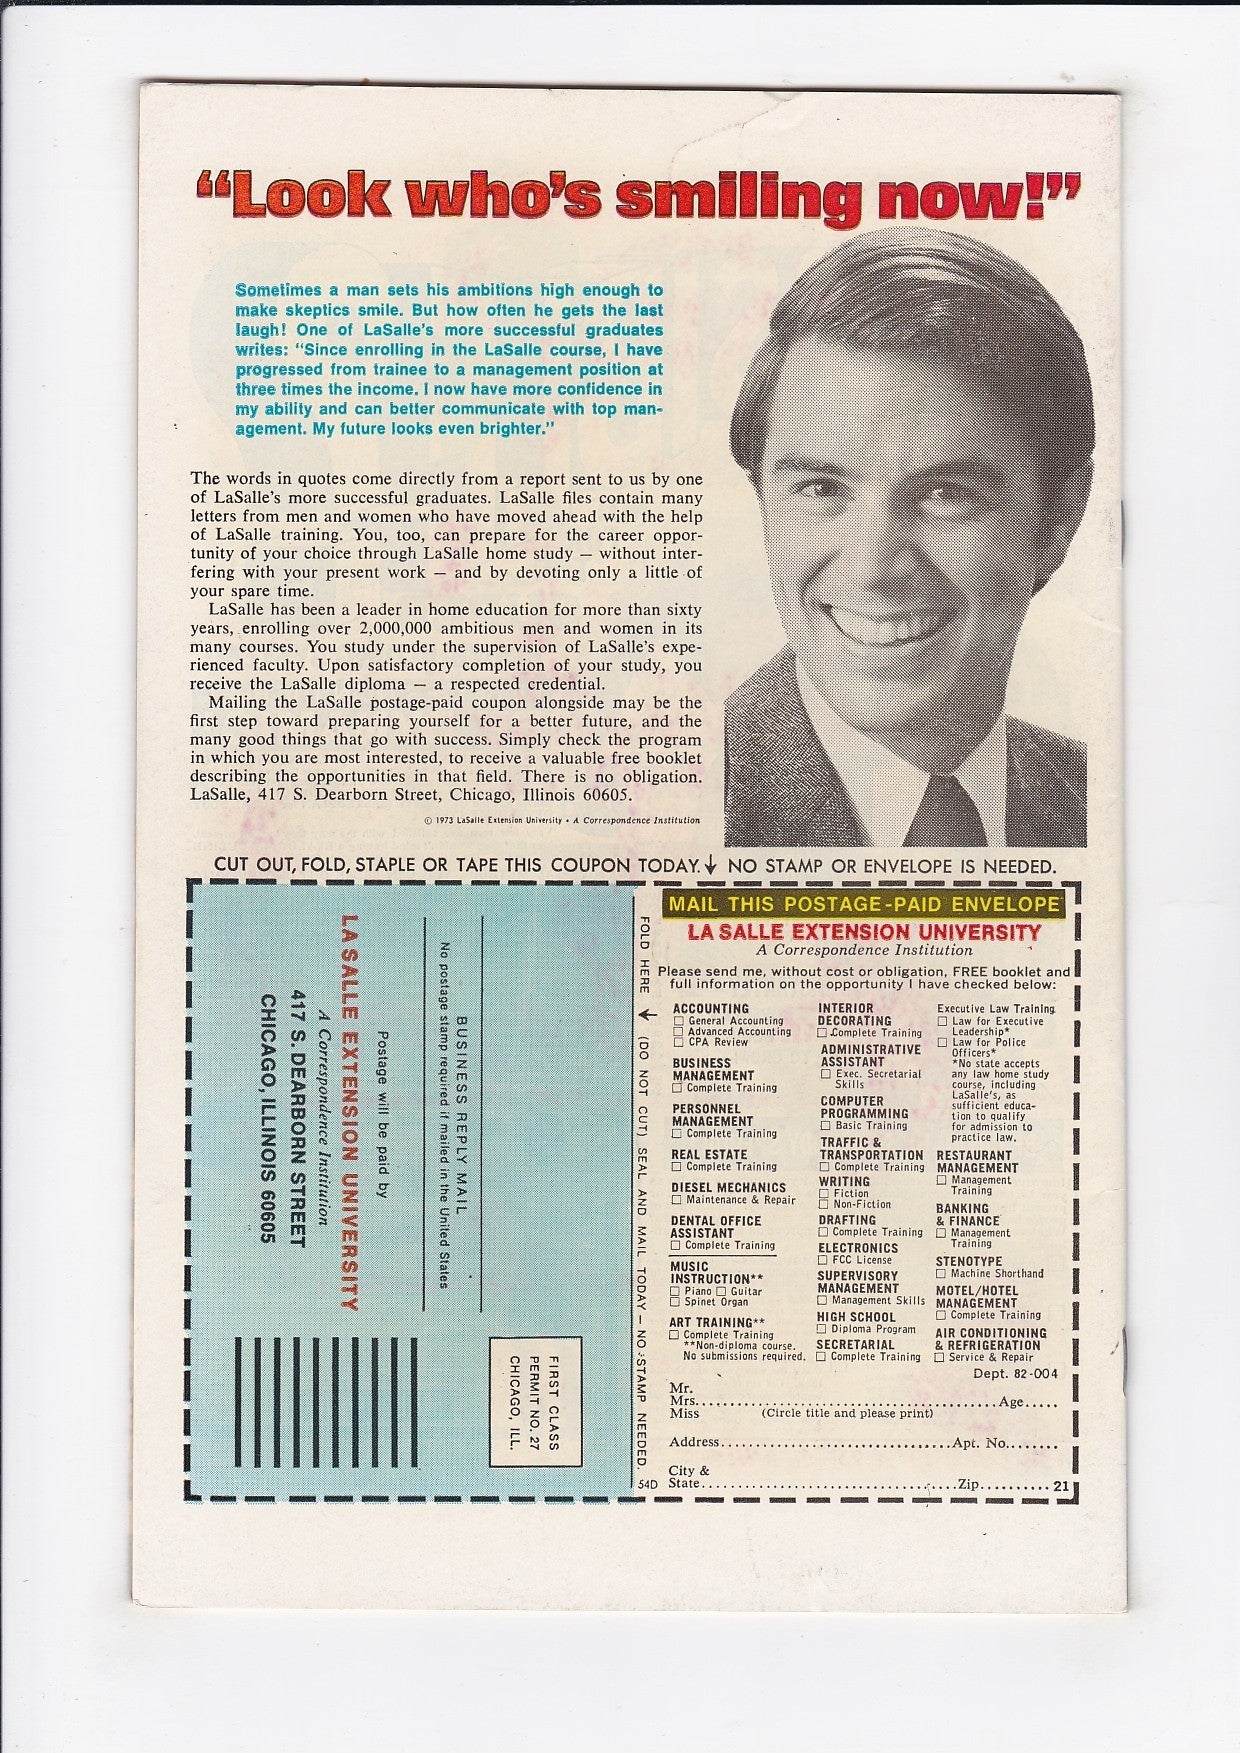 “Look who's smiling now!”
Sometimes a man sets his ambitions high enough to
make skeptics smile. But how often he gets the last
laugh! One of LaSalle's more successful graduates
writes: “Since enrolling in the LaSalle course, I have
progressed from trainee to a management position at
three times the income. I now have more confidence in
my ability and can better communicate with top man-
agement. My future looks even brighter.”
The words in quotes come directly from a report sent to us by one
of LaSalle's more successful graduates. LaSalle files contain many
letters from men and women who have moved ahead with the help
of LaSalle training. You, too, can prepare for the career oppor-
tunity of your choice through LaSalle home study — without inter-
fering with your present work — and by devoting only a little of
your spare time.
LaSalle has been a leader in home education for more than sixty
years, enrolling over 2,000,000 ambitious men and women in its
many courses. You study under the supervision of LaSalle's expe-
rienced faculty. Upon satisfactory completion of your study, you
receive the LaSalle diploma — a respected credential.
Mailing the LaSalle postage-paid coupon alongside may be the
first step toward preparing yourself for a better future, and the
many good things that go with success. Simply check the program
in which you are most interested, to receive a valuable free booklet
describing the opportunities in that field. There is no obligation.
LaSalle, 417 S. Dearborn Street, Chicago, Illinois 60605.
© 1973 LaSalle Extension University • A Correspondence Institution
CUT OUT, FOLD, STAPLE OR TAPE THIS COUPON TODAY. ↓ NO STAMP OR ENVELOPE IS NEEDED.
BUSINESS REPLY MAIL
No postage stamp required if mailed in the United States
Postage will be paid by
LA SALLE EXTENSION UNIVERSITY
A Correspondence Institution
417 S. DEARBORN STREET
CHICAGO, ILLINOIS 60605
FIRST CLASS
PERMIT NO. 27
CHICAGO, ILL.
FOLD HERE ↓ (DO NOT CUT) SEAL AND MAIL TODAY — NO STAMP NEEDED.
54D
MAIL THIS POSTAGE-PAID ENVELOPE
LA SALLE EXTENSION UNIVERSITY
A Correspondence Institution
Please send me, without cost or obligation, FREE booklet and
full information on the opportunity I have checked below:
ACCOUNTING
☐ General Accounting
☐ Advanced Accounting
☐ CPA Review
BUSINESS
MANAGEMENT
☐ Complete Training
PERSONNEL
MANAGEMENT
☐ Complete Training
REAL ESTATE
☐ Complete Training
DIESEL MECHANICS
☐ Maintenance & Repair
DENTAL OFFICE
ASSISTANT
☐ Complete Training
MUSIC
INSTRUCTION**
☐ Piano ☐ Guitar
☐ Spinet Organ
ART TRAINING**
☐ Complete Training
**Non-diploma course.
No submissions required.
INTERIOR
DECORATING
☐ Complete Training
ADMINISTRATIVE
ASSISTANT
☐ Exec. Secretarial
Skills
COMPUTER
PROGRAMMING
☐ Basic Training
TRAFFIC &
TRANSPORTATION
☐ Complete Training
WRITING
☐ Fiction
☐ Non-Fiction
DRAFTING
☐ Complete Training
ELECTRONICS
☐ FCC License
SUPERVISORY
MANAGEMENT
☐ Management Skills
HIGH SCHOOL
☐ Diploma Program
SECRETARIAL
☐ Complete Training
Executive Law Training
☐ Law for Executive
Leadership*
☐ Law for Police
Officers*
*No state accepts
any law home study
course, including
LaSalle's, as
sufficient educa-
tion to qualify
for admission to
practice law.
RESTAURANT
MANAGEMENT
☐ Management
Training
BANKING
& FINANCE
☐ Management
Training
STENOTYPE
☐ Machine Shorthand
MOTEL/HOTEL
MANAGEMENT
☐ Complete Training
AIR CONDITIONING
& REFRIGERATION
☐ Service & Repair
Dept. 82-004
Mr.
Mrs. Age
Miss (Circle title and please print)
Address Apt. No.
City &
State Zip 21